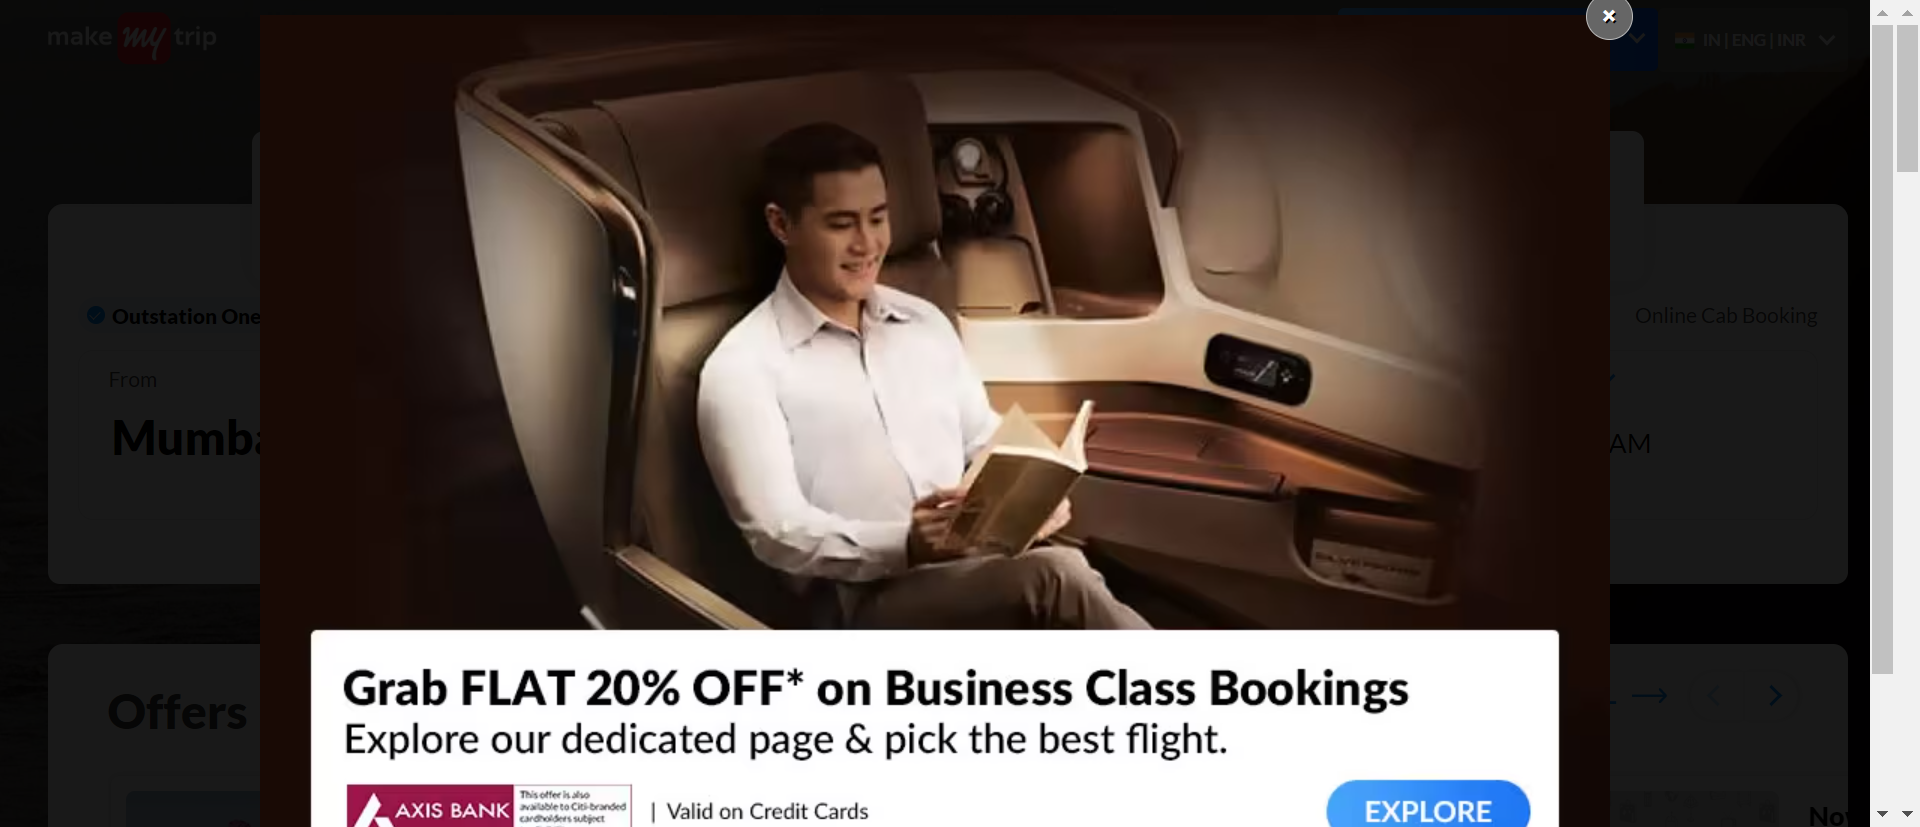 make my trip
IN | ENG | INR
Outstation One
Online Cab Booking
From
Mumba
AM
Grab FLAT 20% OFF* on Business Class Bookings
Offers
Explore our dedicated page & pick the best flight.
This offer is also
available to Citi-branded
cardholders subject
AXIS BANK
| Valid on Credit Cards
EXPLORE
Nov